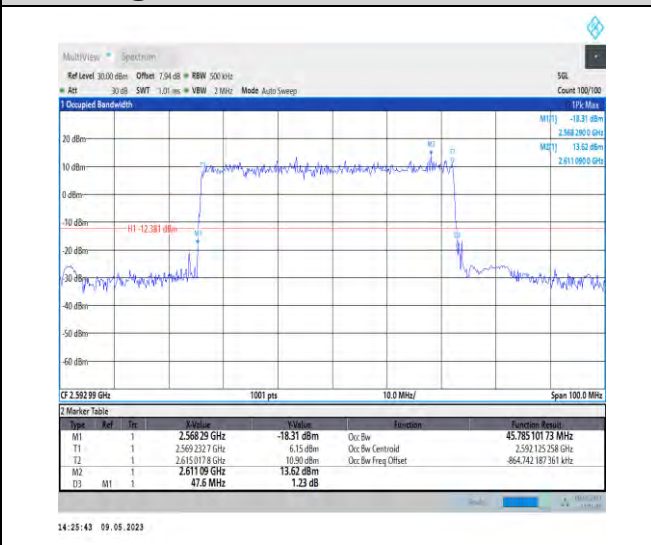 MultiView Spectrum
Ref Level 30.00 dBm Offset 7.94 dB RBW 500 kHz SGL
Att 30 dB SWT 1.01 ms VBW 2 MHz Mode Auto Sweep Count 100/100
1 Occupied Bandwidth 1Pk Max
M1[1] -18.31 dBm
2.568 290 0 GHz
M2[1] 13.62 dBm
2.611 090 0 GHz
20 dBm
M2
T1
10 dBm
0 dBm
-10 dBm
H1 -12.381 dBm
M1
D3
-20 dBm
-30 dBm
-40 dBm
-50 dBm
-60 dBm
CF 2.592 99 GHz 1001 pts 10.0 MHz/ Span 100.0 MHz
2 Marker Table
Type Ref Trc X-Value Y-Value Function Function Result
M1 1 2.568 29 GHz -18.31 dBm Occ Bw 45.785 101 73 MHz
T1 1 2.569 232 7 GHz 6.15 dBm Occ Bw Centroid 2.592 125 258 GHz
T2 1 2.615 017 8 GHz 10.90 dBm Occ Bw Freq Offset -864.742 187 361 kHz
M2 1 2.611 09 GHz 13.62 dBm
D3 M1 1 47.6 MHz 1.23 dB
14:25:43 09.05.2023